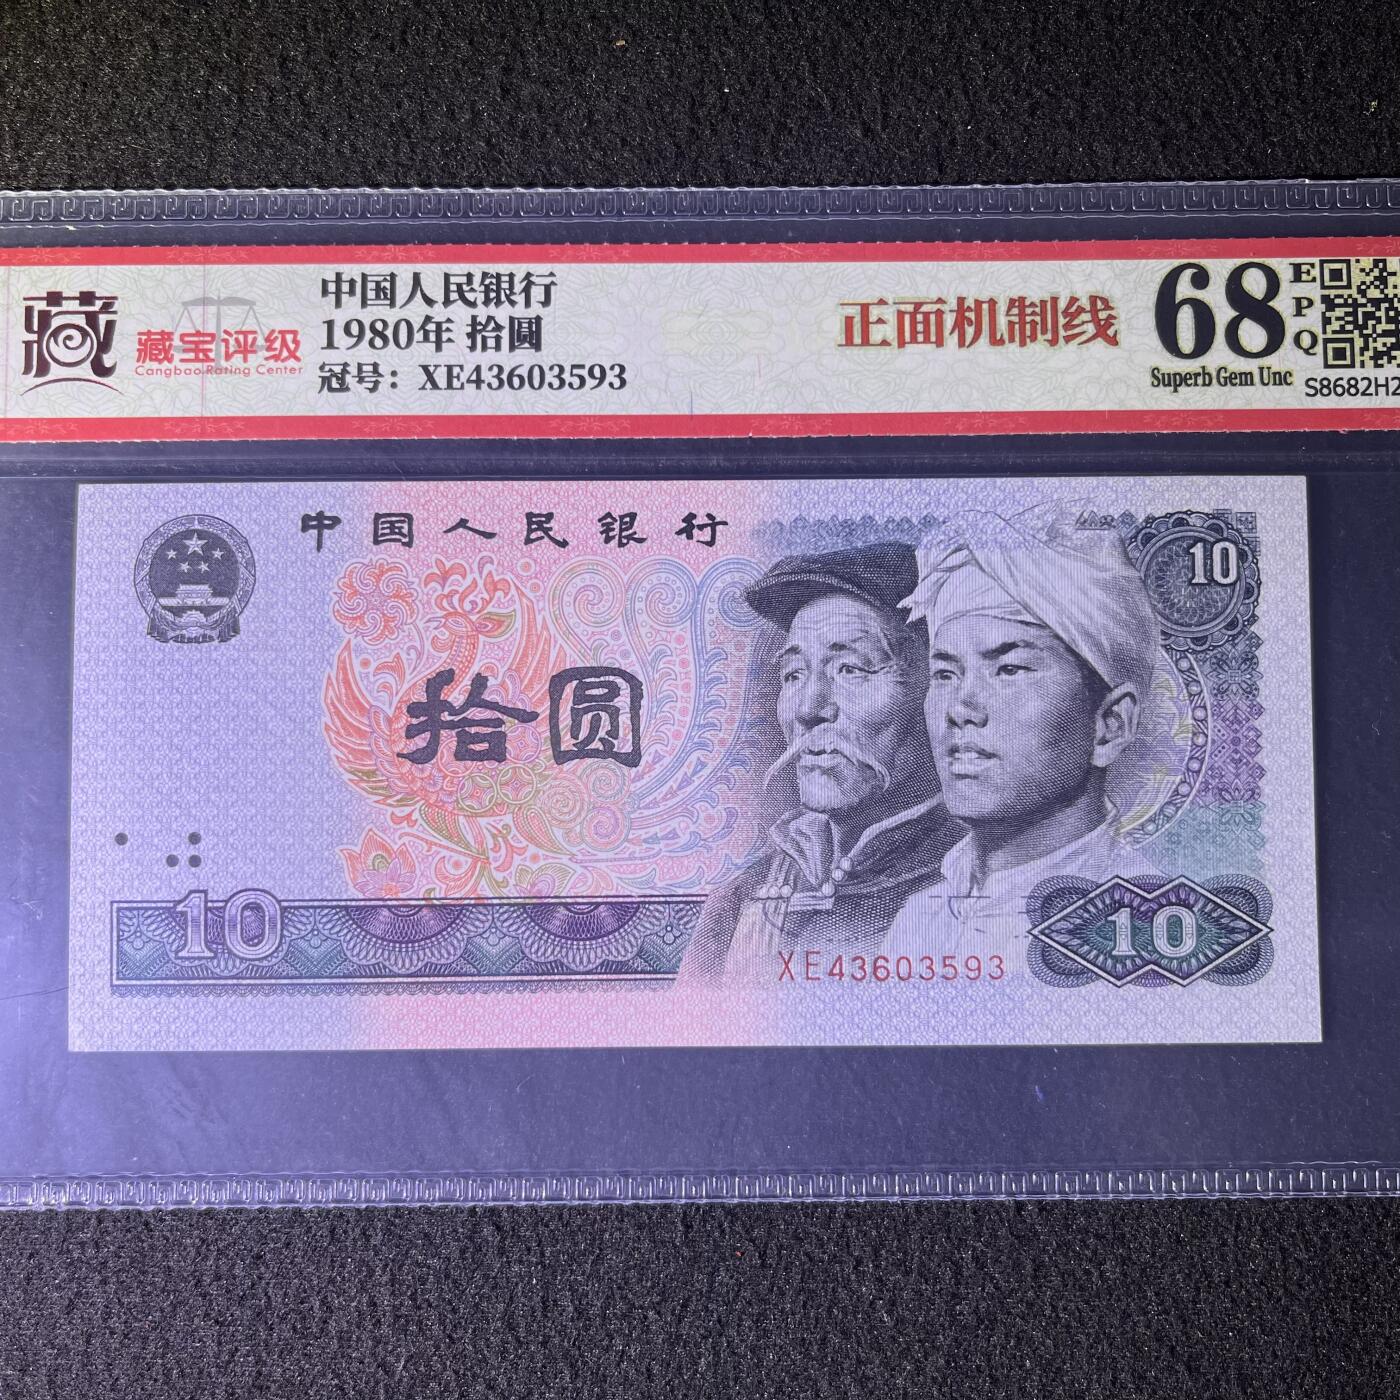 藏
藏宝评级
Cangbao Rating Center
中国人民银行
1980年 拾圆
冠号：XE43603593
正面机制线
68
EPQ
Superb Gem Unc
S8682H2
中国人民银行
10
拾圆
10
XE43603593
10